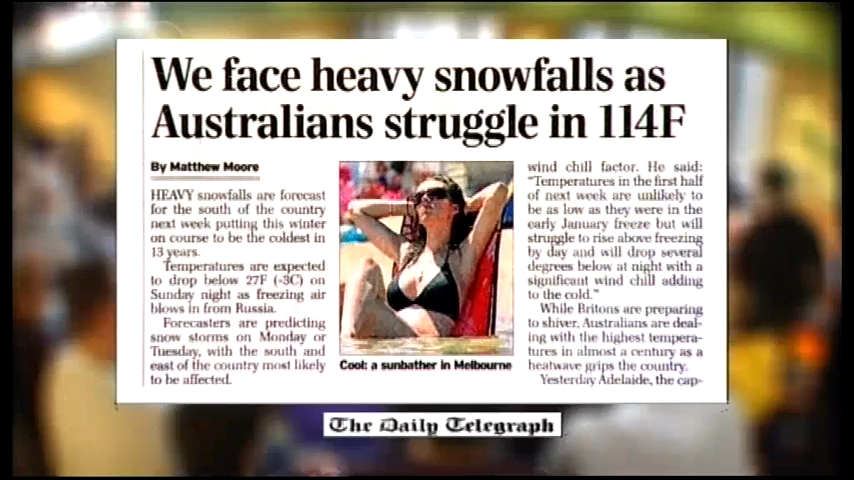 We face heavy snowfalls as
Australians struggle in 114F
By Matthew Moore
HEAVY snowfalls are forecast
for the south of the country
next week putting this winter
on course to be the coldest in
13 years.
Temperatures are expected
to drop below 27F (-3C) on
Sunday night as freezing air
blows in from Russia.
Forecasters are predicting
snow storms on Monday or
Tuesday, with the south and
east of the country most likely
to be affected.
Cool: a sunbather in Melbourne
wind chill factor. He said:
"Temperatures in the first half
of next week are unlikely to
be as low as they were in the
early January freeze but will
struggle to rise above freezing
by day and will drop several
degrees below at night with a
significant wind chill adding
to the cold."
While Britons are preparing
to shiver, Australians are deal-
ing with the highest tempera-
tures in almost a century as a
heatwave grips the country.
Yesterday Adelaide, the cap-
The Daily Telegraph